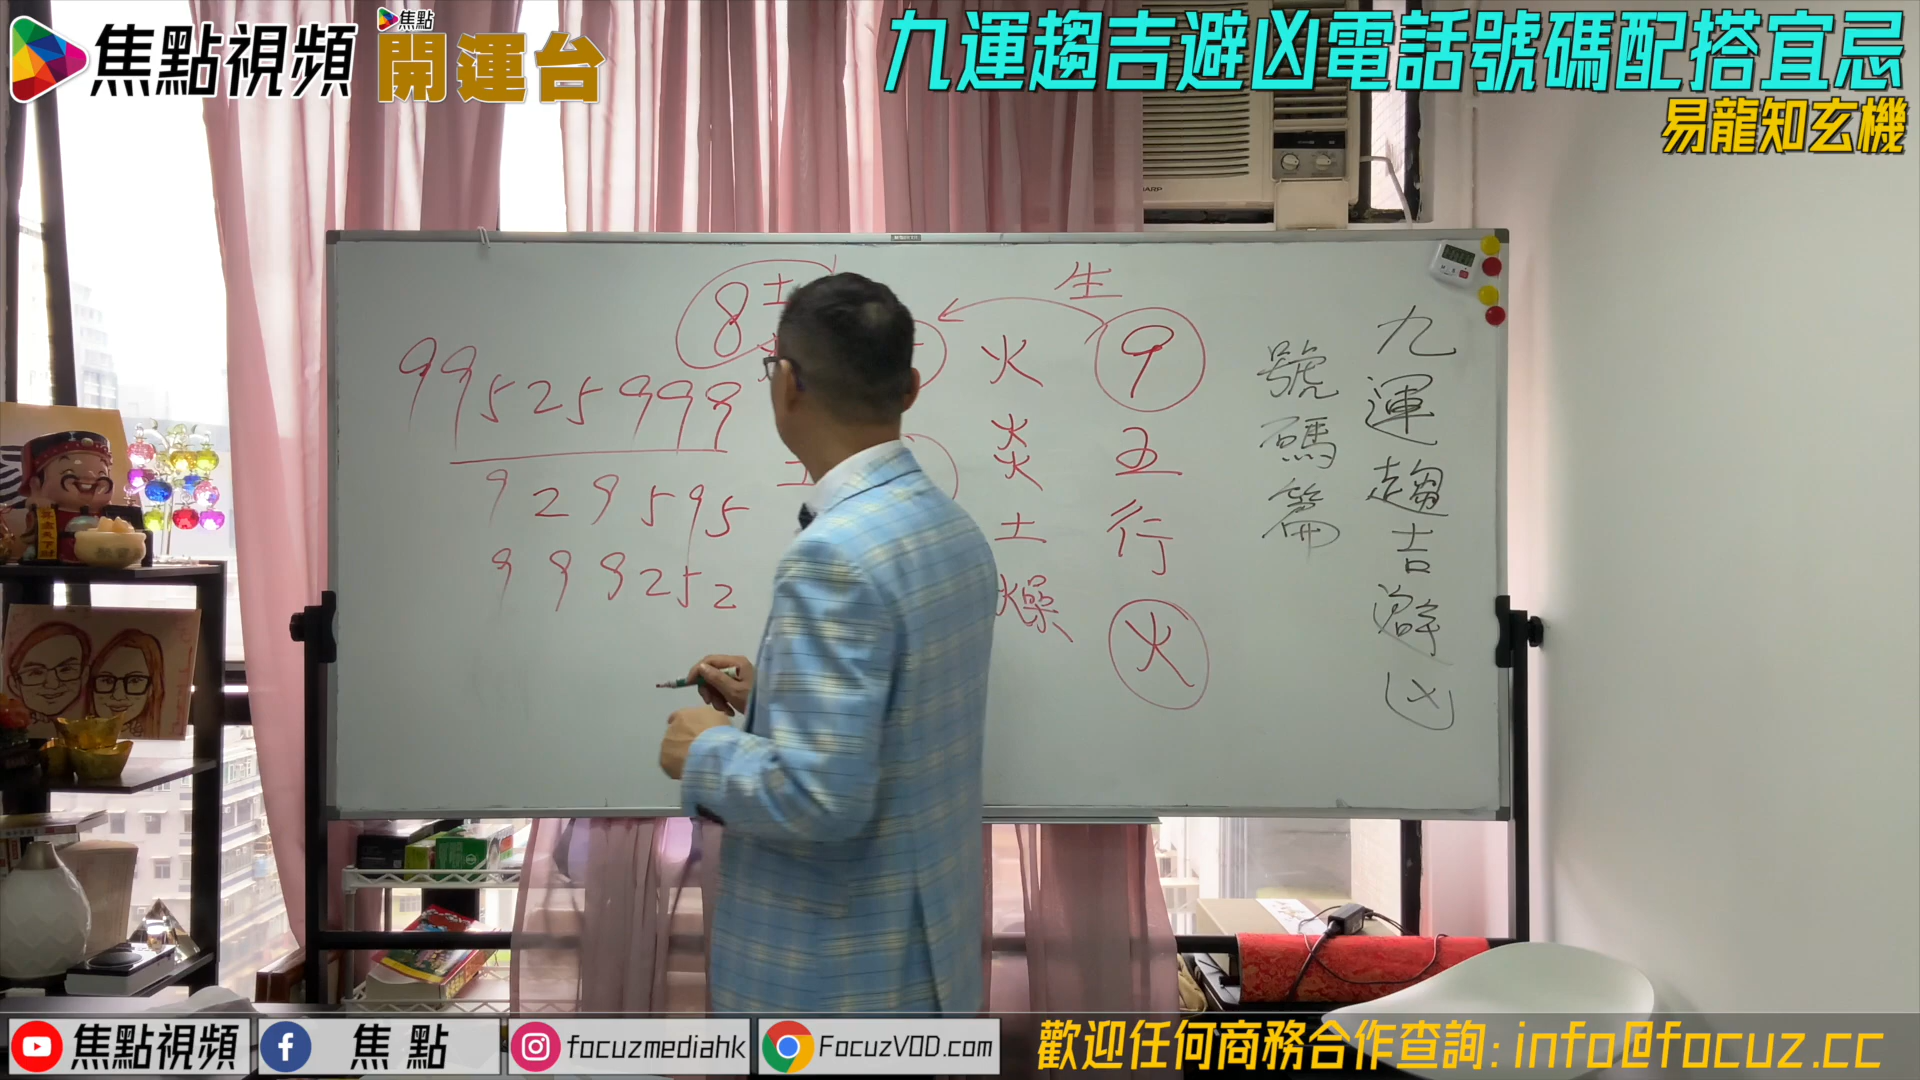 焦點視頻
焦點
開運台
九運趨吉避凶電話號碼配搭宜忌
易龍知玄機
九運趨吉避凶
號碼篇
9
五行
火
生
火
炎
土
燥
8
土
99525999
929595
999252
SHARP
焦點視頻
焦點
focuzmediahk
FocuzVOD.com
歡迎任何商務合作查詢: info@focuz.cc